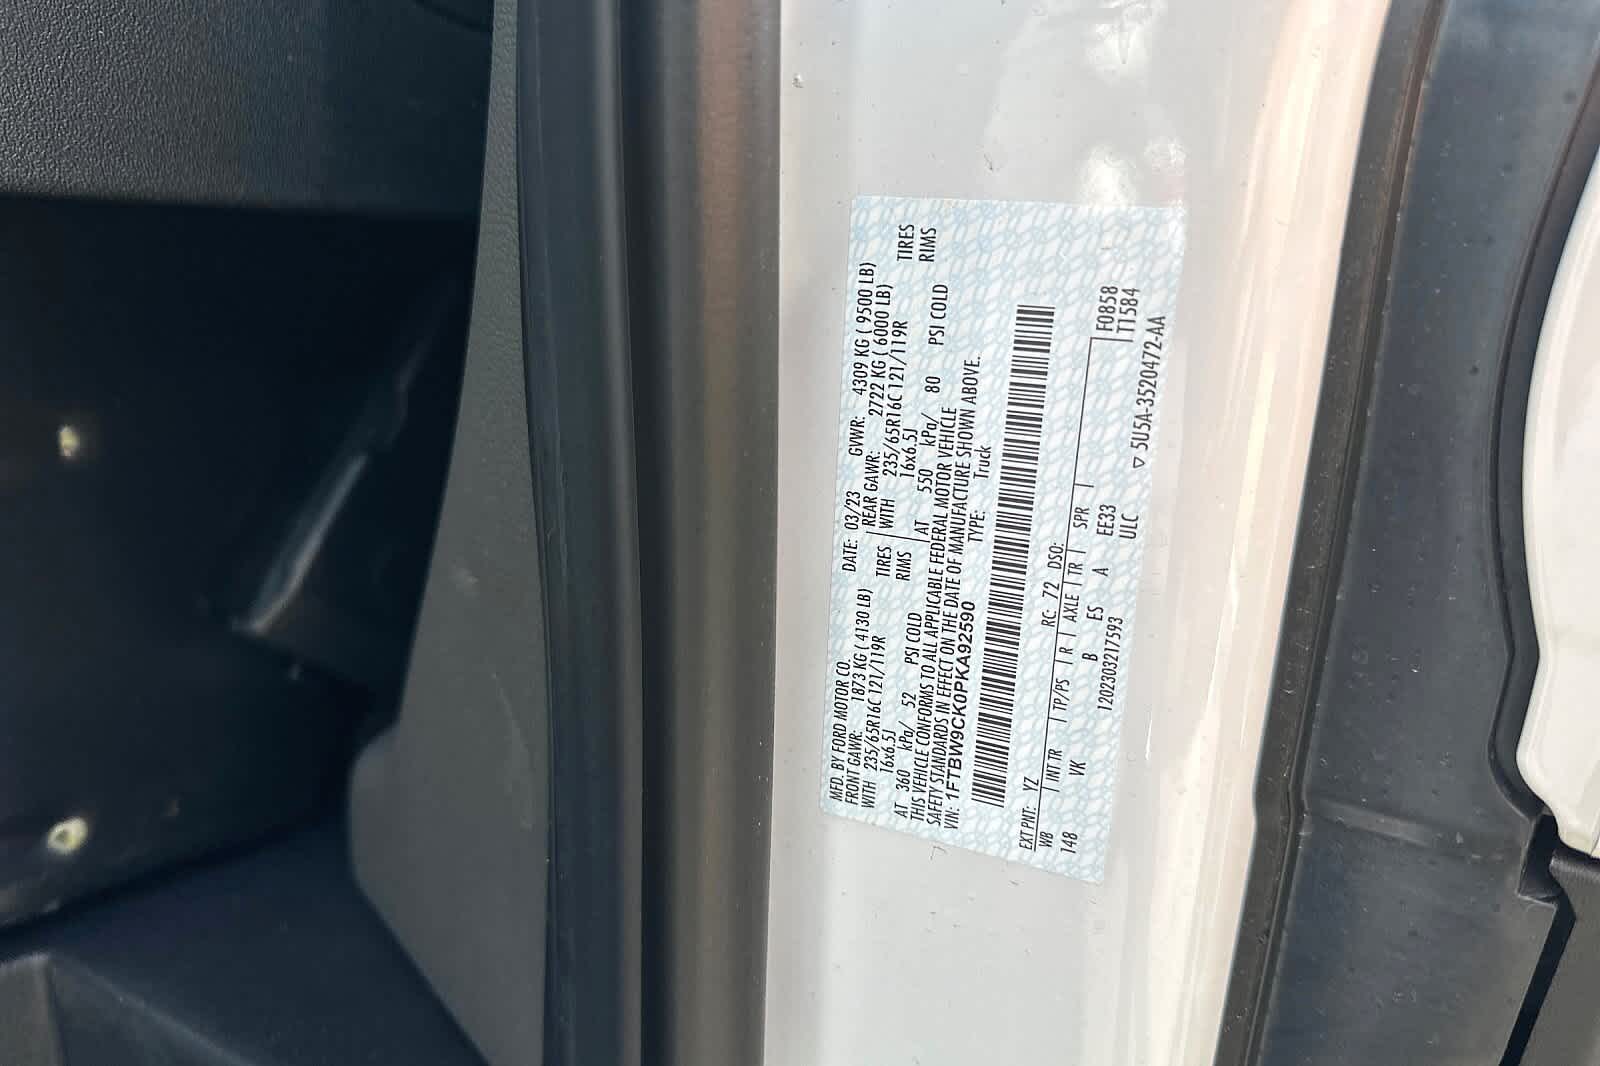 MFD. BY FORD MOTOR CO.
DATE: 03/23 GVWR: 4309 KG ( 9500 LB)
FRONT GAWR: 1873 KG ( 4130 LB) REAR GAWR: 2722 KG ( 6000 LB)
WITH 235/65R16C 121/119R TIRES WITH 235/65R16C 121/119R TIRES
16x6.5J RIMS 16x6.5J RIMS
AT 360 kPa/ 52 PSI COLD AT 550 kPa/ 80 PSI COLD
THIS VEHICLE CONFORMS TO ALL APPLICABLE FEDERAL MOTOR VEHICLE
SAFETY STANDARDS IN EFFECT ON THE DATE OF MANUFACTURE SHOWN ABOVE.
VIN: 1FTBW9CK0PKA92590 TYPE: Truck
EXT PNT: YZ RC: 72 DSO:
WB INT TR TP/PS R AXLE TR SPR F0858
148 VK B ES A EE33 T1584
1202303217593 ULC ▽ 5U5A-3520472-AA